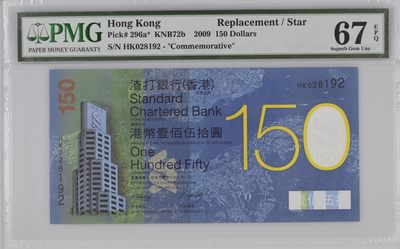 PMG
PAPER MONEY GUARANTY
Hong Kong Replacement / Star
Pick# 296a* KNB72b 2009 150 Dollars
S/N HK028192 - "Commemorative"
67 EPQ
Superb Gem Unc
150
HK028192
渣打銀行(香港)
Standard
Chartered Bank
港幣壹佰伍拾圓
One
Hundred Fifty
150
HK028192